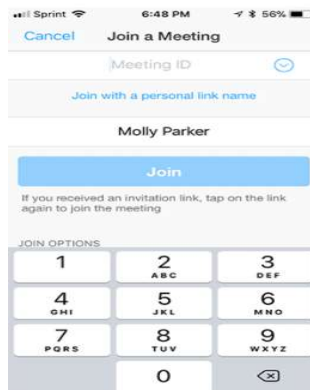 Sprint 6:48 PM 56%
Cancel Join a Meeting
Meeting ID
Join with a personal link name
Molly Parker
Join
If you received an invitation link, tap on the link
again to join the meeting
JOIN OPTIONS
1 2 3
ABC DEF
4 5 6
GHI JKL MNO
7 8 9
PQRS TUV WXYZ
0